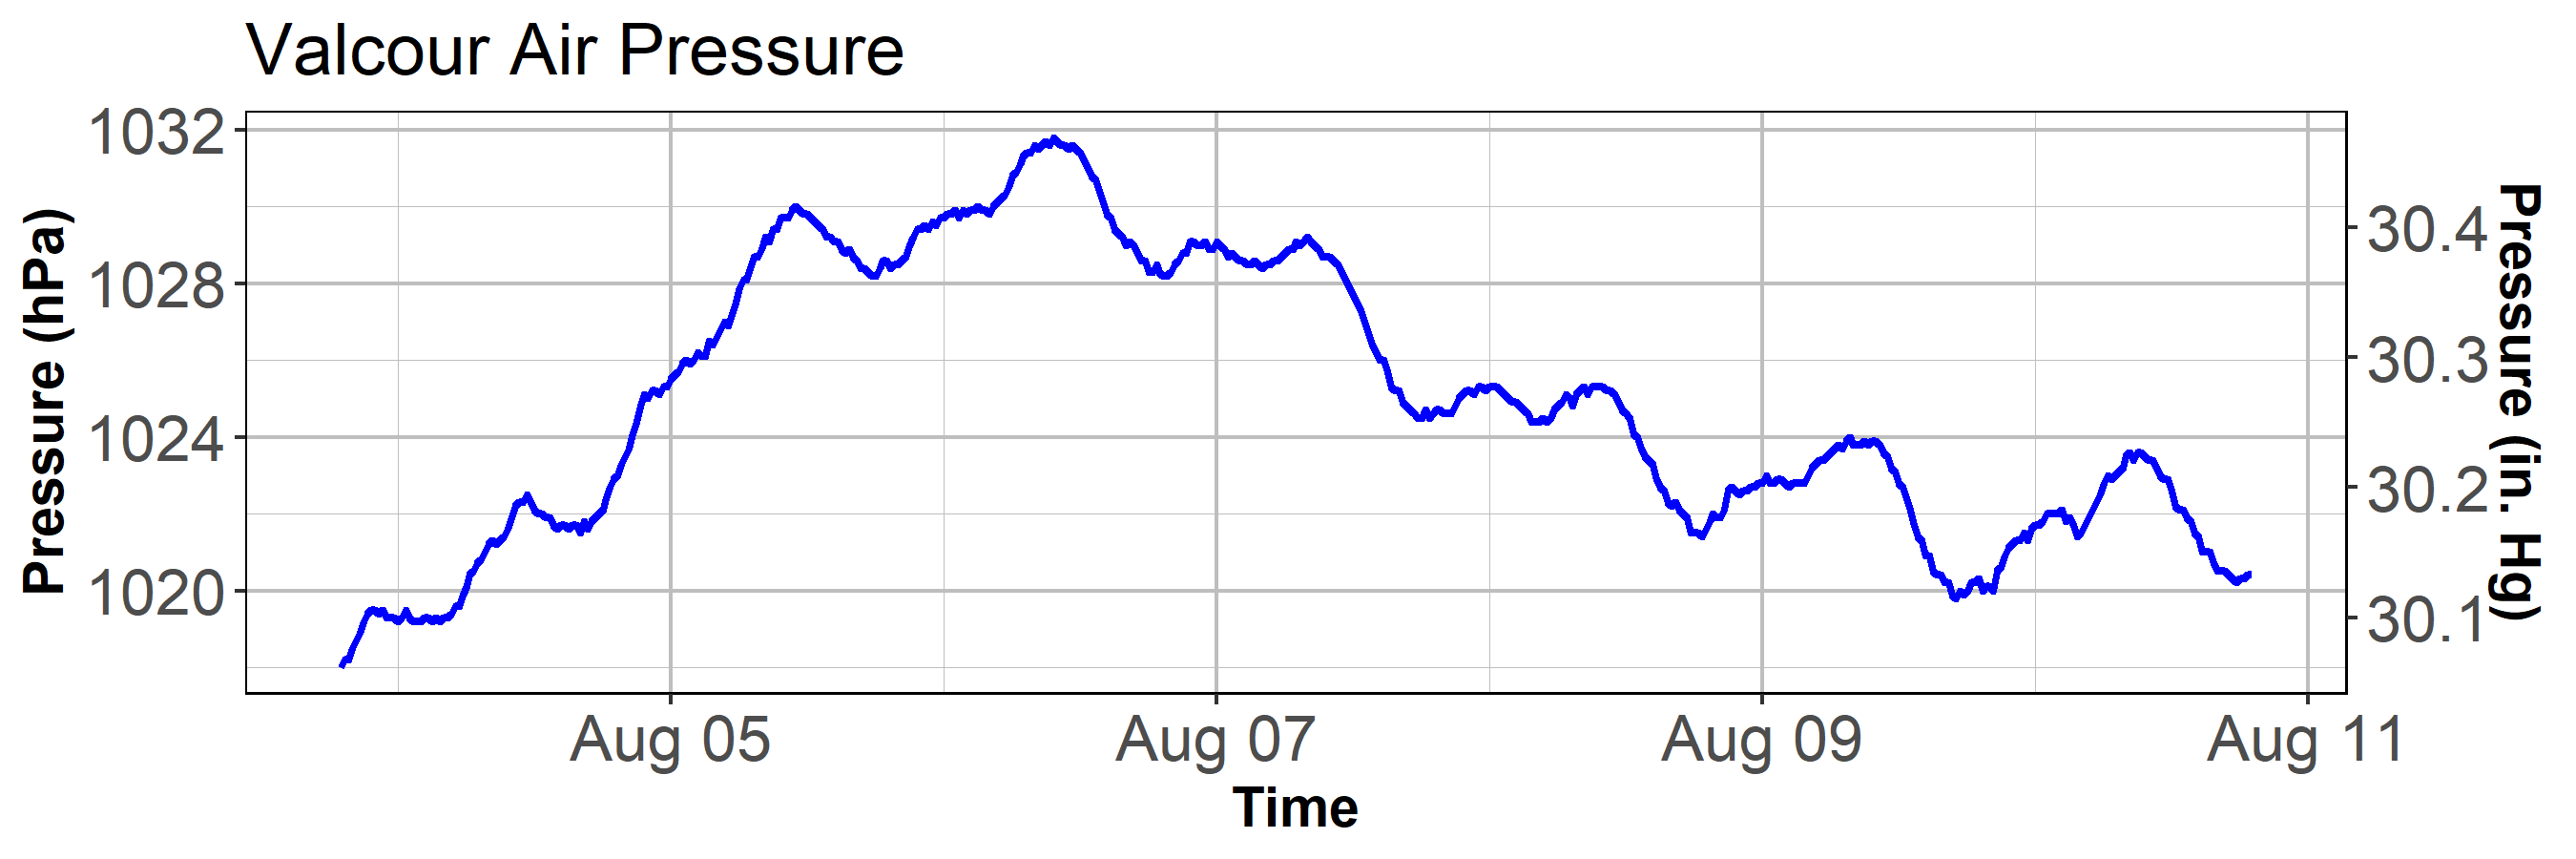 Valcour Air Pressure
Pressure (hPa)
1032
1028
1024
1020
30.4
30.3
30.2
30.1
Pressure (in. Hg)
Aug 05
Aug 07
Aug 09
Aug 11
Time